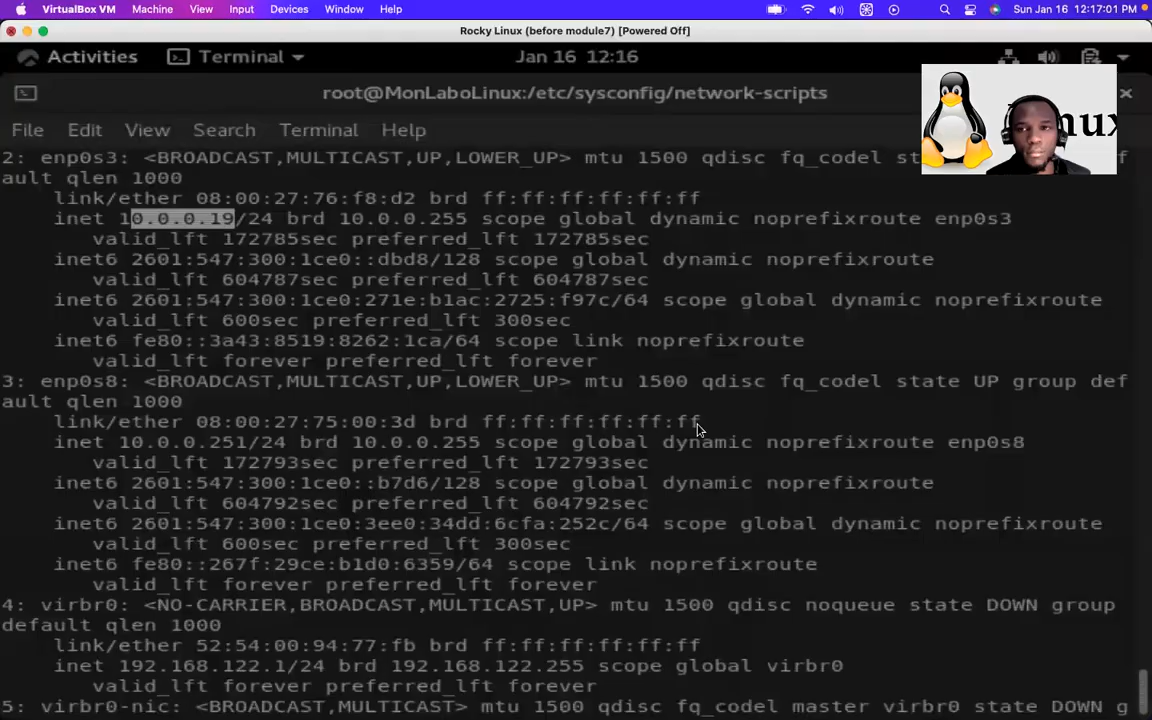 VirtualBox VM Machine View Input Devices Window Help Sun Jan 16 12:17:01 PM
Rocky Linux (before module7) [Powered Off]
Activities Terminal Jan 16 12:16
root@MonLaboLinux:/etc/sysconfig/network-scripts
File Edit View Search Terminal Help
nux
2: enp0s3: <BROADCAST,MULTICAST,UP,LOWER_UP> mtu 1500 qdisc fq_codel st f
ault qlen 1000
link/ether 08:00:27:76:f8:d2 brd ff:ff:ff:ff:ff:ff
inet 10.0.0.19/24 brd 10.0.0.255 scope global dynamic noprefixroute enp0s3
valid_lft 172785sec preferred_lft 172785sec
inet6 2601:547:300:1ce0::dbd8/128 scope global dynamic noprefixroute
valid_lft 604787sec preferred_lft 604787sec
inet6 2601:547:300:1ce0:271e:b1ac:2725:f97c/64 scope global dynamic noprefixroute
valid_lft 600sec preferred_lft 300sec
inet6 fe80::3a43:8519:8262:1ca/64 scope link noprefixroute
valid_lft forever preferred_lft forever
3: enp0s8: <BROADCAST,MULTICAST,UP,LOWER_UP> mtu 1500 qdisc fq_codel state UP group def
ault qlen 1000
link/ether 08:00:27:75:00:3d brd ff:ff:ff:ff:ff:ff
inet 10.0.0.251/24 brd 10.0.0.255 scope global dynamic noprefixroute enp0s8
valid_lft 172793sec preferred_lft 172793sec
inet6 2601:547:300:1ce0::b7d6/128 scope global dynamic noprefixroute
valid_lft 604792sec preferred_lft 604792sec
inet6 2601:547:300:1ce0:3ee0:34dd:6cfa:252c/64 scope global dynamic noprefixroute
valid_lft 600sec preferred_lft 300sec
inet6 fe80::267f:29ce:b1d0:6359/64 scope link noprefixroute
valid_lft forever preferred_lft forever
4: virbr0: <NO-CARRIER,BROADCAST,MULTICAST,UP> mtu 1500 qdisc noqueue state DOWN group
default qlen 1000
link/ether 52:54:00:94:77:fb brd ff:ff:ff:ff:ff:ff
inet 192.168.122.1/24 brd 192.168.122.255 scope global virbr0
valid_lft forever preferred_lft forever
5: virbr0-nic: <BROADCAST,MULTICAST> mtu 1500 qdisc fq_codel master virbr0 state DOWN g